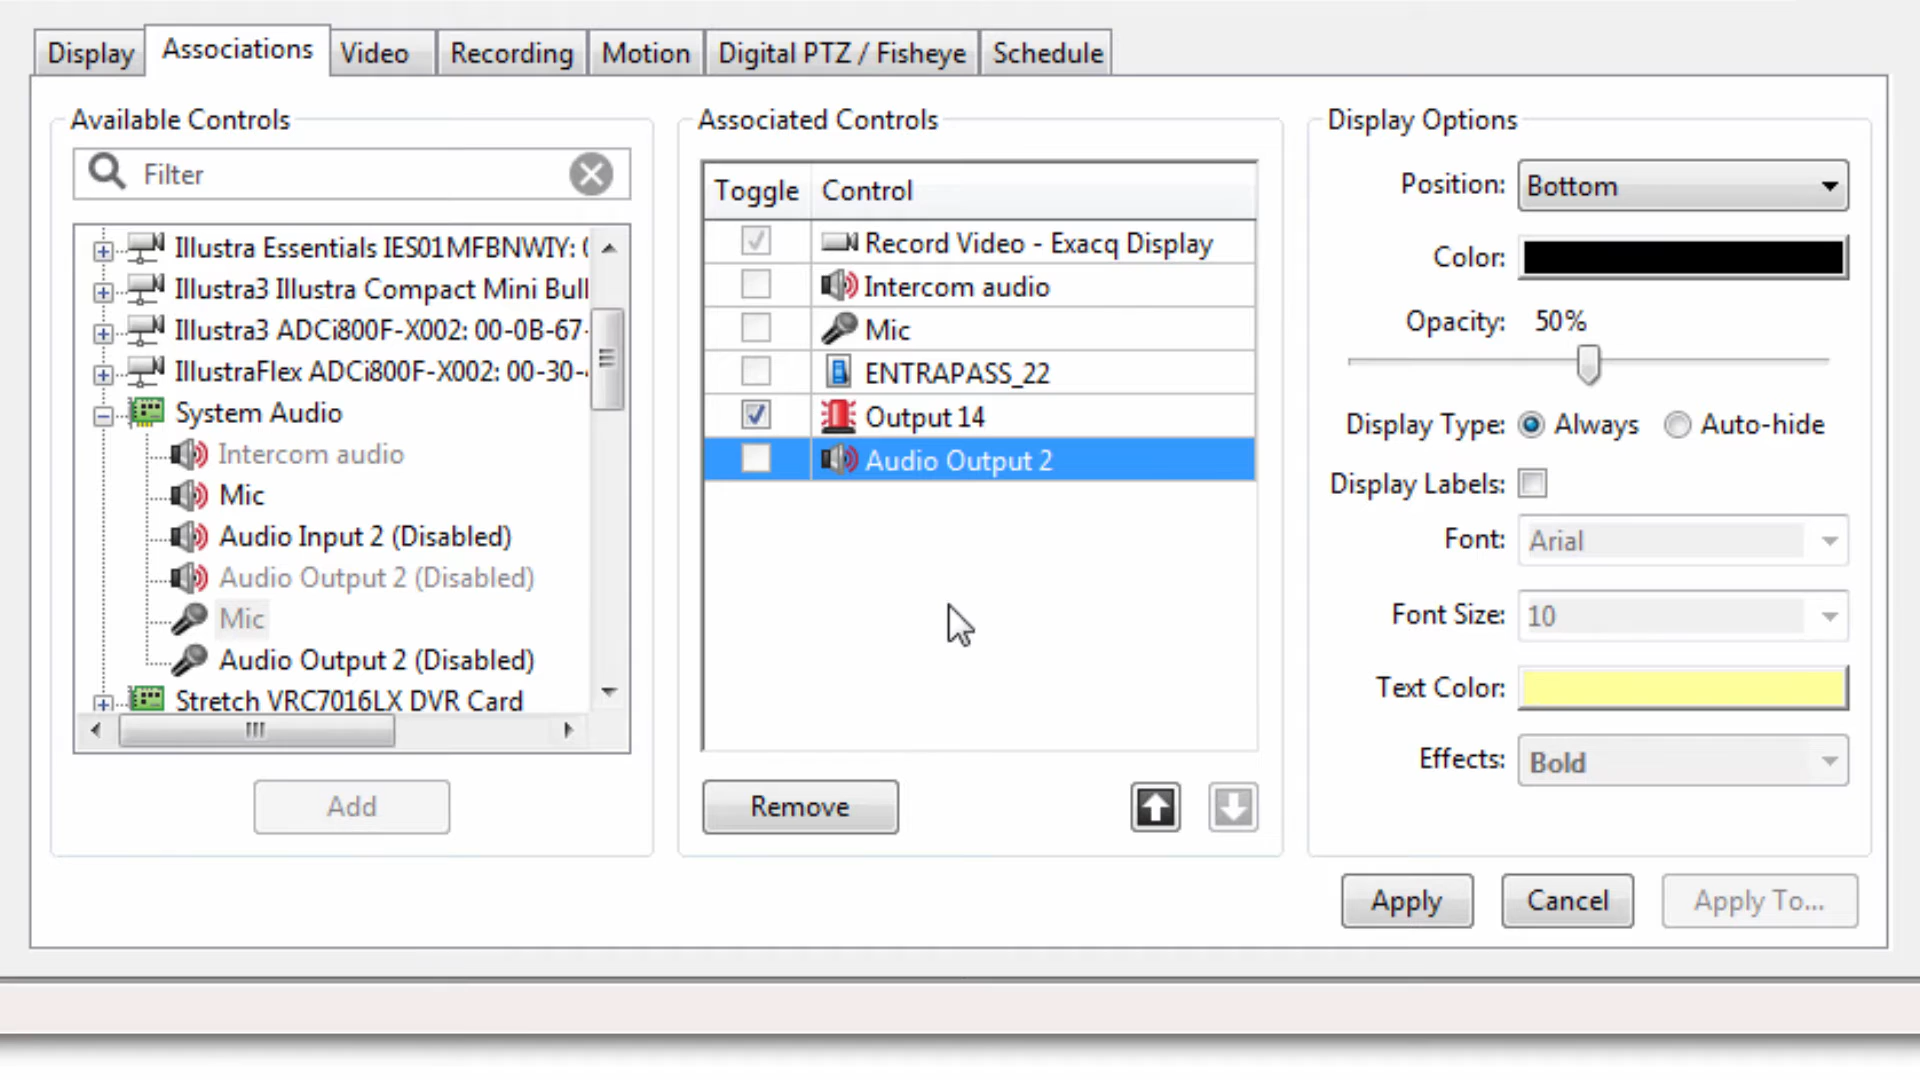 Display
Associations
Video
Recording
Motion
Digital PTZ / Fisheye
Schedule
Available Controls
Filter
Illustra Essentials IES01MFBNWIY: (
Illustra3 Illustra Compact Mini Bull
Illustra3 ADCi800F-X002: 00-0B-67-
IllustraFlex ADCi800F-X002: 00-30-
System Audio
Intercom audio
Mic
Audio Input 2 (Disabled)
Audio Output 2 (Disabled)
Mic
Audio Output 2 (Disabled)
Stretch VRC7016LX DVR Card
Add
Associated Controls
Toggle Control
Record Video - Exacq Display
Intercom audio
Mic
ENTRAPASS_22
Output 14
Audio Output 2
Remove
Display Options
Position: Bottom
Color:
Opacity: 50%
Display Type: Always Auto-hide
Display Labels:
Font: Arial
Font Size: 10
Text Color:
Effects: Bold
Apply
Cancel
Apply To...